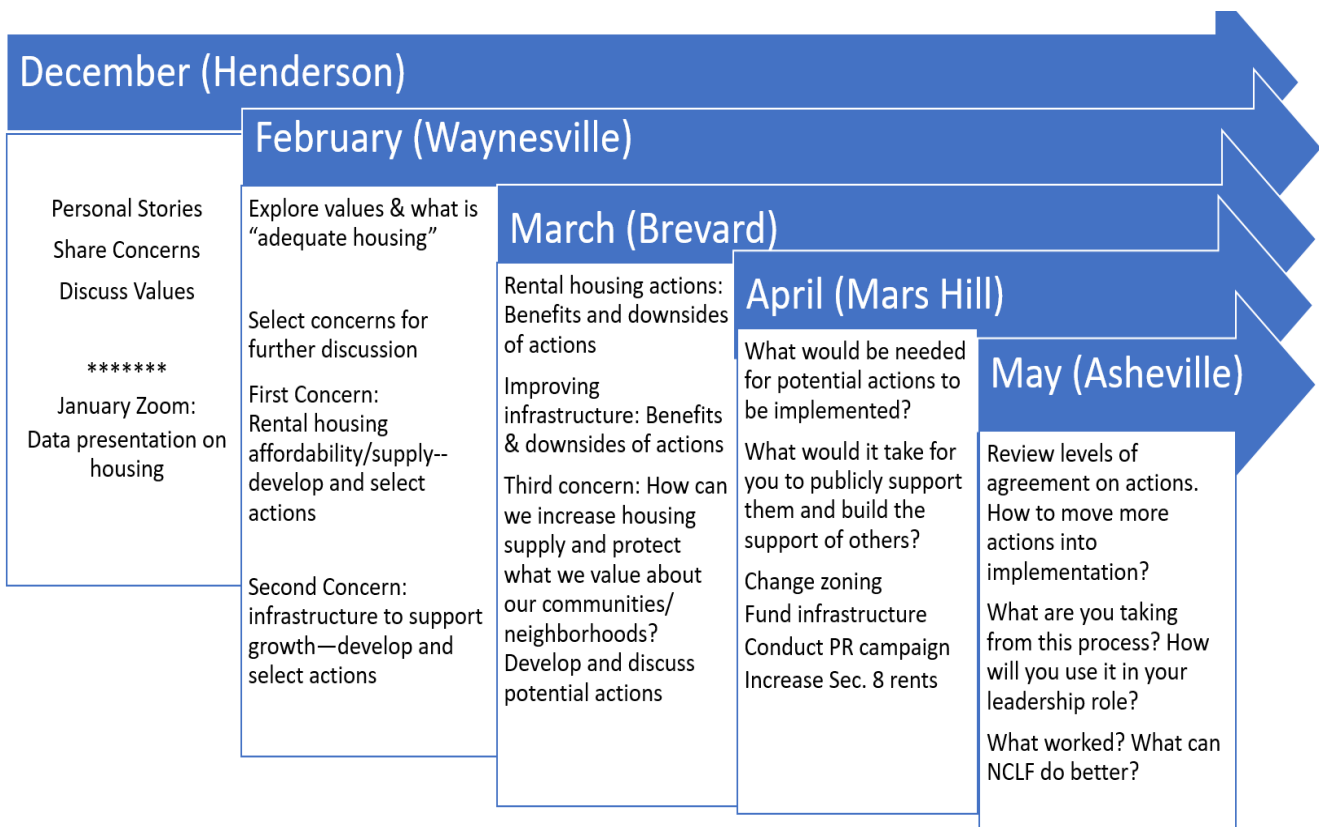 December (Henderson)
Personal Stories
Share Concerns
Discuss Values
*******
January Zoom:
Data presentation on
housing
February (Waynesville)
Explore values & what is
“adequate housing”
Select concerns for
further discussion
First Concern:
Rental housing
affordability/supply--
develop and select
actions
Second Concern:
infrastructure to support
growth—develop and
select actions
March (Brevard)
Rental housing actions:
Benefits and downsides
of actions
Improving
infrastructure: Benefits
& downsides of actions
Third concern: How can
we increase housing
supply and protect
what we value about
our communities/
neighborhoods?
Develop and discuss
potential actions
April (Mars Hill)
What would be needed
for potential actions to
be implemented?
What would it take for
you to publicly support
them and build the
support of others?
Change zoning
Fund infrastructure
Conduct PR campaign
Increase Sec. 8 rents
May (Asheville)
Review levels of
agreement on actions.
How to move more
actions into
implementation?
What are you taking
from this process? How
will you use it in your
leadership role?
What worked? What can
NCLF do better?